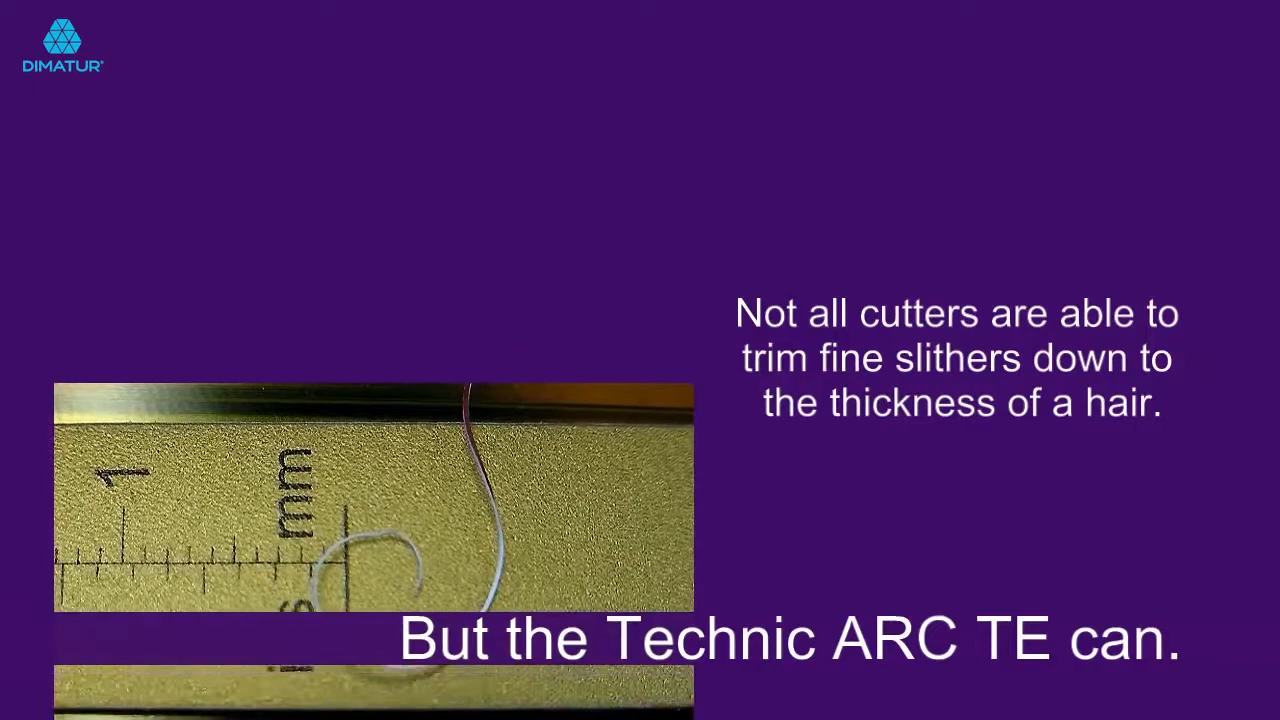 DIMATUR®
Not all cutters are able to
trim fine slithers down to
the thickness of a hair.
1
mm
But the Technic ARC TE can.